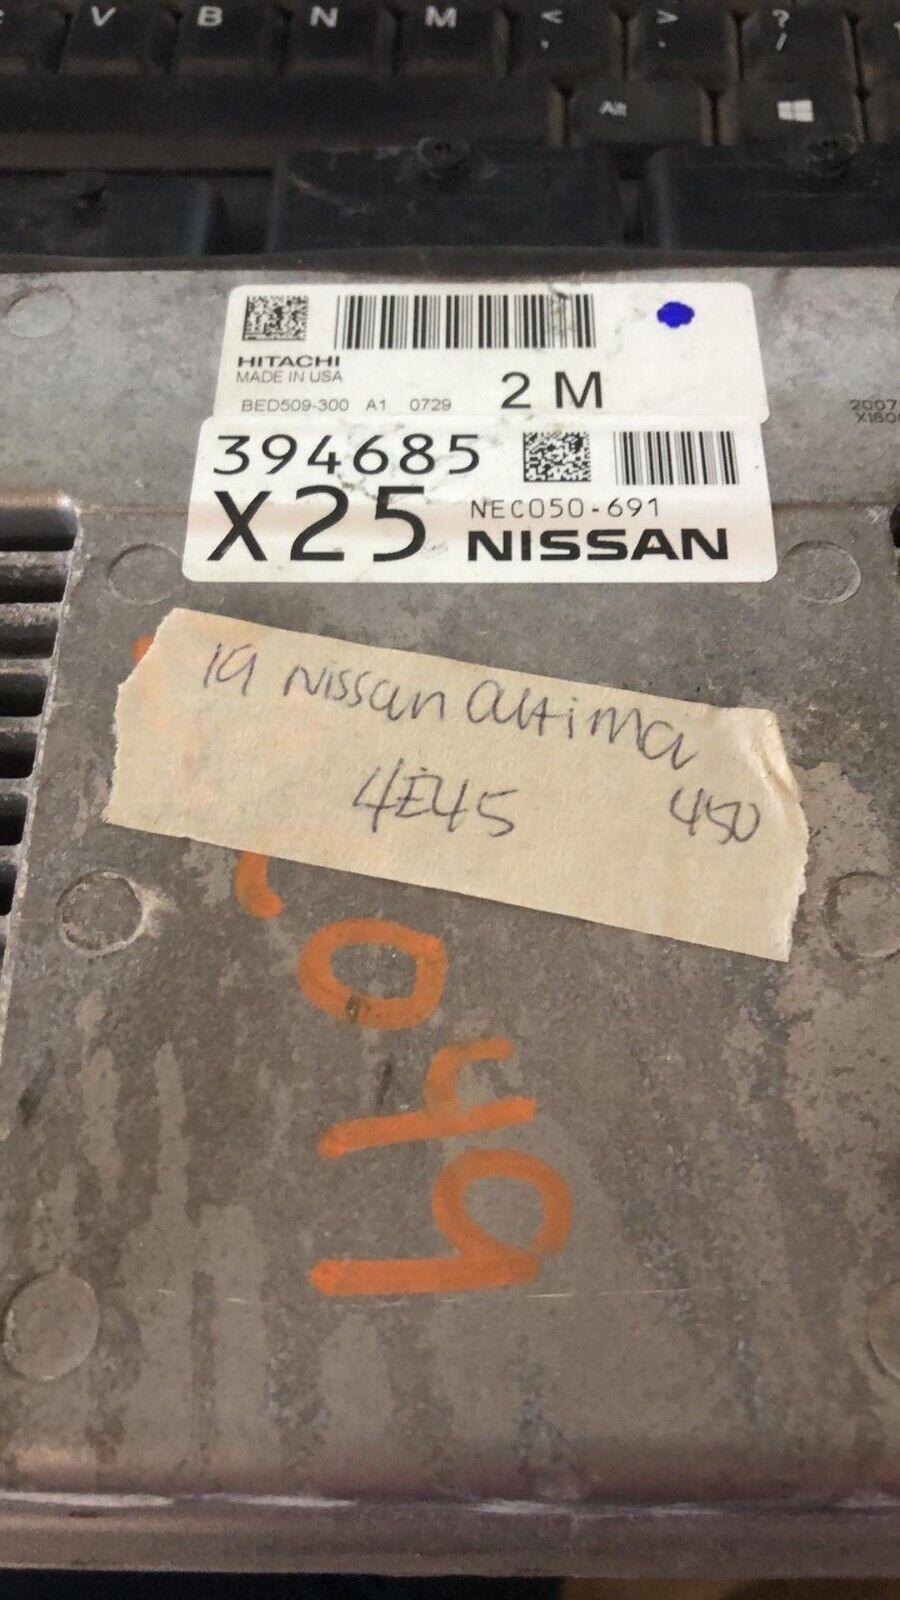 V B N M < , > . ? /
Alt
HITACHI
MADE IN USA
BED509-300 A1 0729
2 M
394685
X25
NEC050-691
NISSAN
19 Nissan altima
4E45 450
049